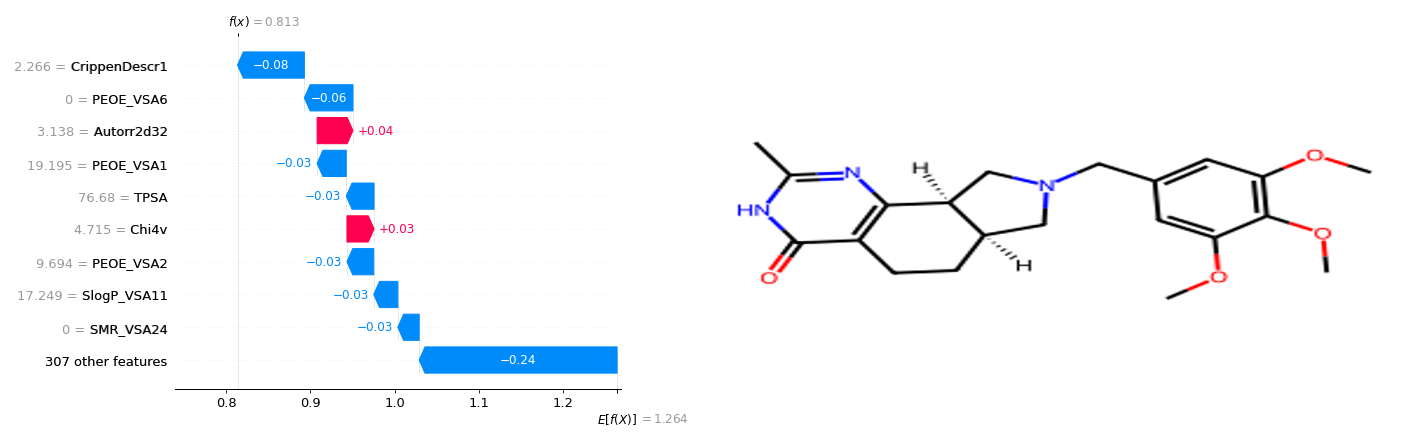 f(x) = 0.813
2.266 = CrippenDescr1
−0.08
0 = PEOE_VSA6
−0.06
3.138 = Autorr2d32
+0.04
19.195 = PEOE_VSA1
−0.03
76.68 = TPSA
−0.03
4.715 = Chi4v
+0.03
9.694 = PEOE_VSA2
−0.03
17.249 = SlogP_VSA11
−0.03
0 = SMR_VSA24
−0.03
307 other features
−0.24
0.8 0.9 1.0 1.1 1.2
E[f(X)] = 1.264
H
O
N
N
HN
O
H
O
O